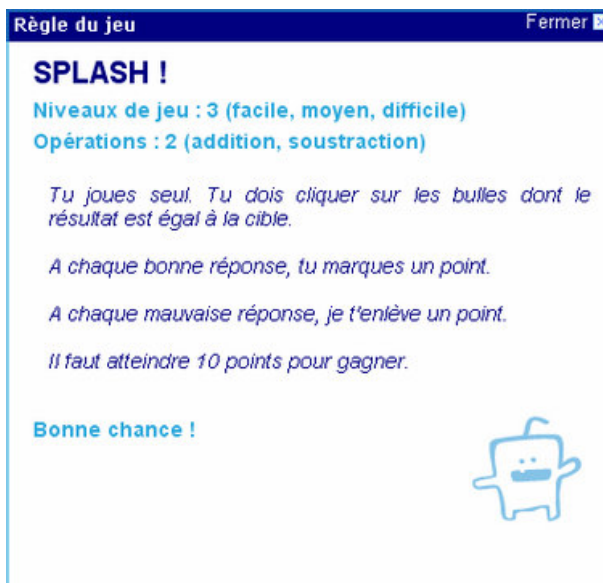 Règle du jeu
Fermer
SPLASH !
Niveaux de jeu : 3 (facile, moyen, difficile)
Opérations : 2 (addition, soustraction)
Tu joues seul. Tu dois cliquer sur les bulles dont le
résultat est égal à la cible.
A chaque bonne réponse, tu marques un point.
A chaque mauvaise réponse, je t'enlève un point.
Il faut atteindre 10 points pour gagner.
Bonne chance !